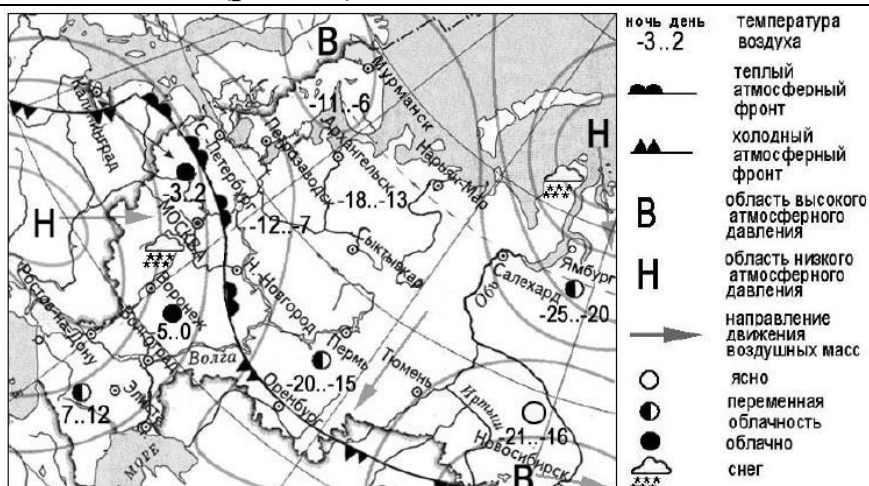 В
Мурманск
Калининград
-11..-6
С.Петербург
Петрозаводск
Архангельск
Нарьян-Мар
Н
-3..2
МОСКВА
-12..-7
-18..-13
Сыктывкар
Н
Ямбург
Салехард
Обь
-25..-20
Н.-Новгород
Воронеж
5..0
Ростов-на-Дону
Волгоград
Волга
Пермь
-20..-15
Тюмень
Оренбург
Элиста
7..12
Иртыш
-21..-16
Новосибирск
В
МОРЕ
ночь день
-3..2
температура
воздуха
теплый
атмосферный
фронт
холодный
атмосферный
фронт
В
область высокого
атмосферного
давления
Н
область низкого
атмосферного
давления
направление
движения
воздушных масс
ясно
переменная
облачность
облачно
снег